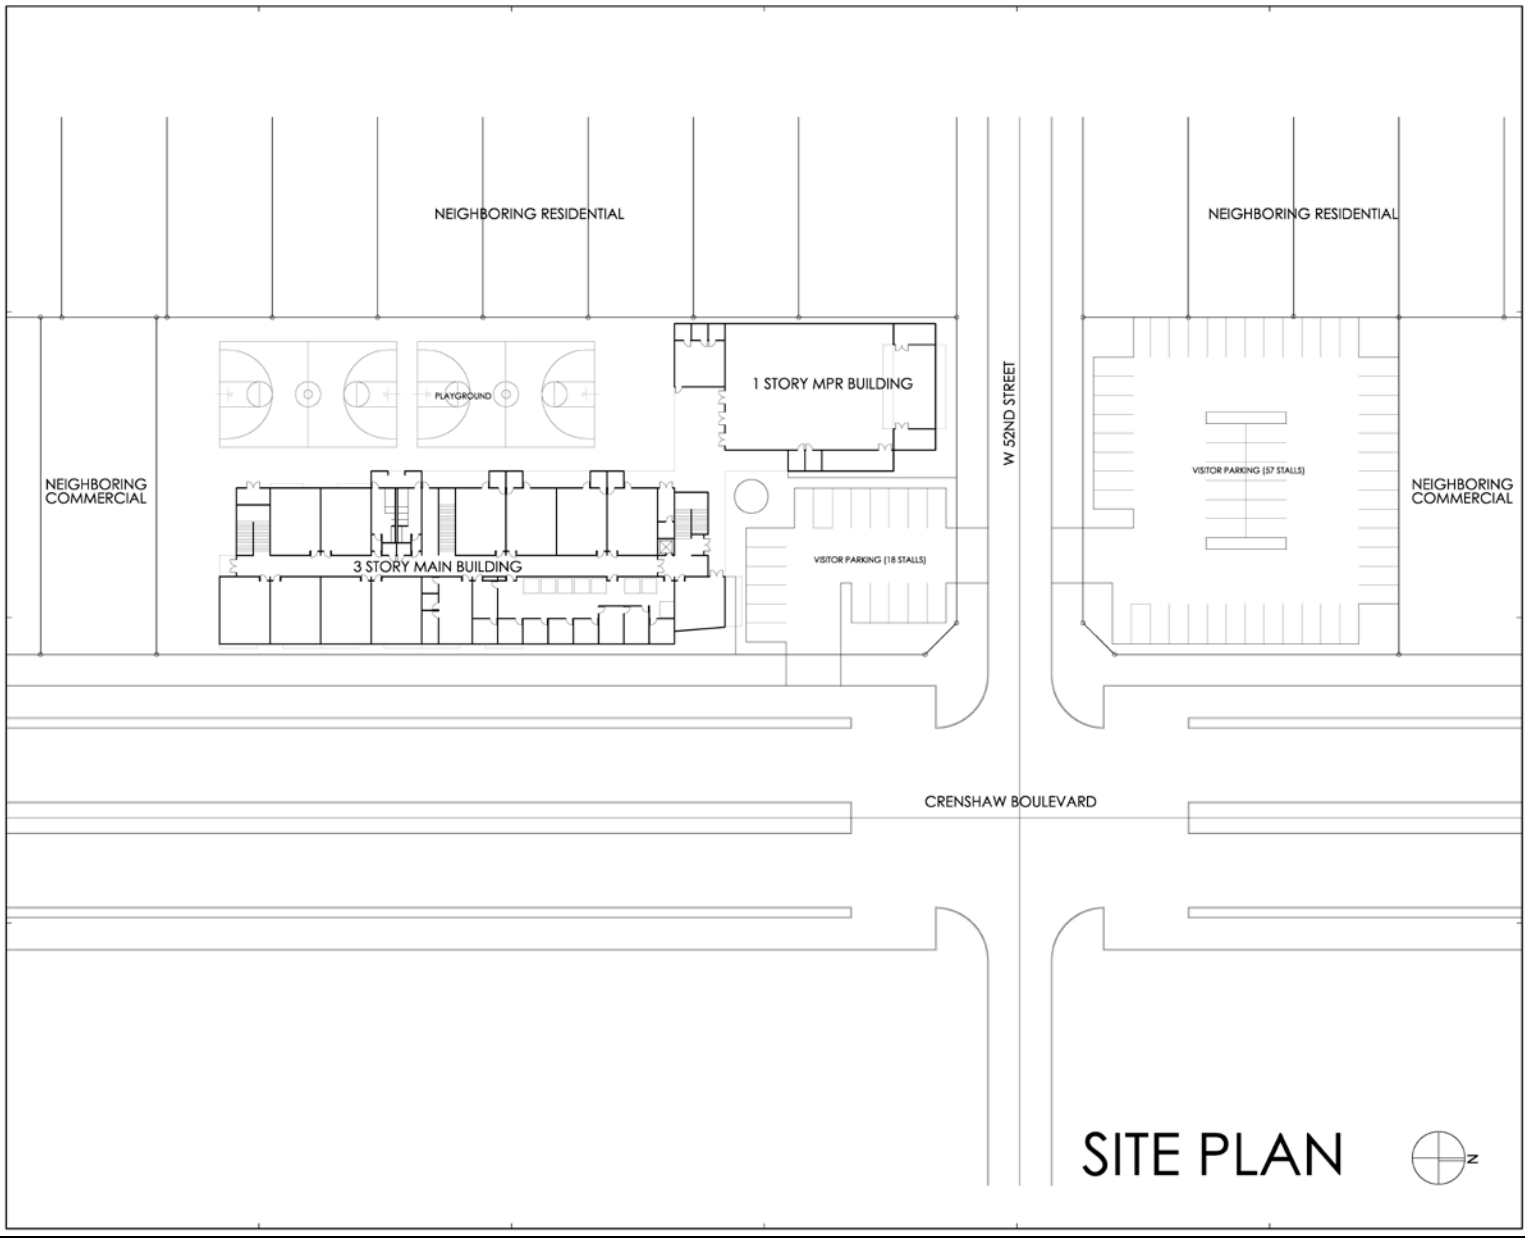 NEIGHBORING RESIDENTIAL
NEIGHBORING RESIDENTIAL
1 STORY MPR BUILDING
PLAYGROUND
W 52ND STREET
VISITOR PARKING (57 STALLS)
NEIGHBORING
COMMERCIAL
NEIGHBORING
COMMERCIAL
3 STORY MAIN BUILDING
VISITOR PARKING (18 STALLS)
CRENSHAW BOULEVARD
SITE PLAN
N